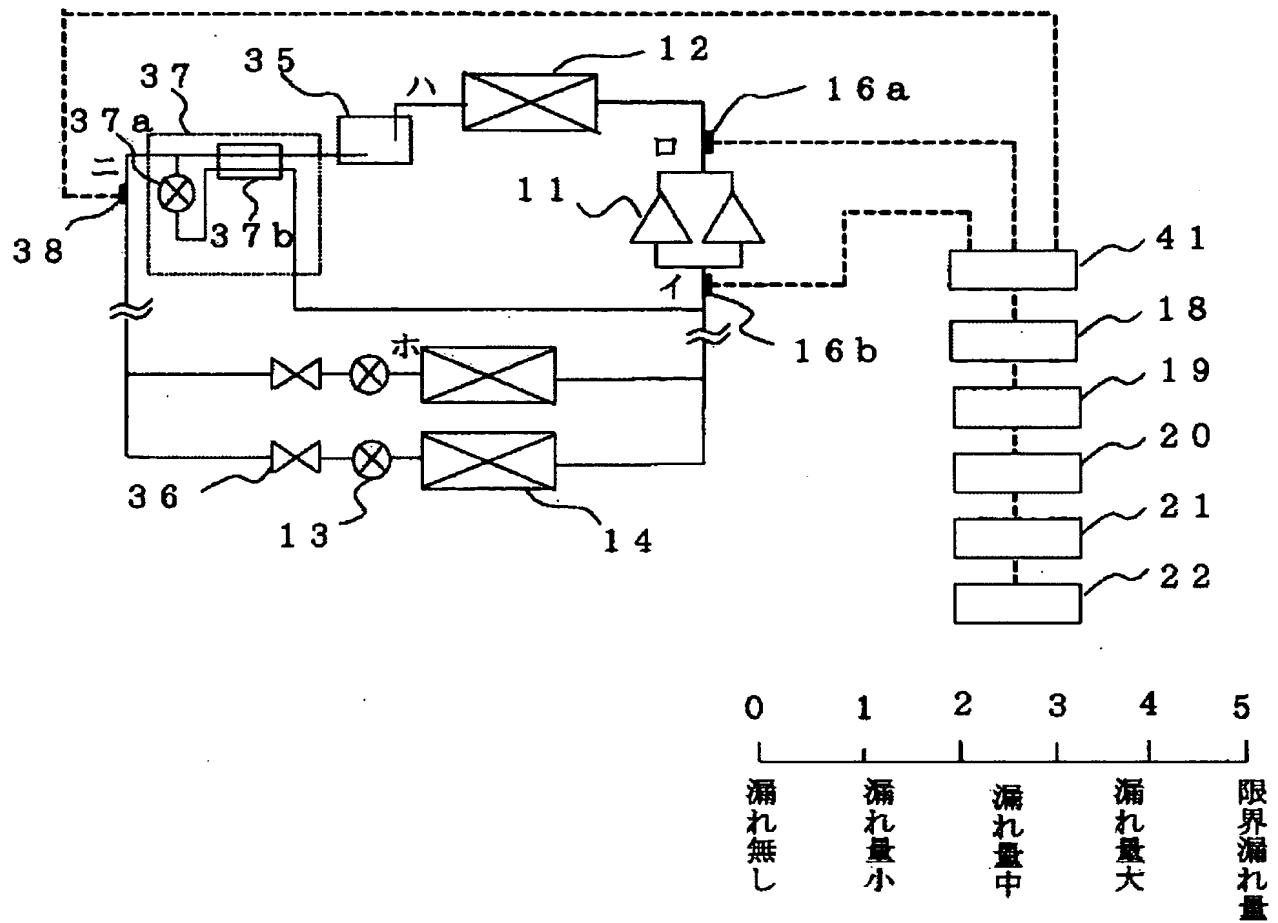 １２
３５
ハ
３７
１６a
３７a
ロ
ニ
１１
３７b
３８
４１
イ
１８
１６b
ホ
１９
２０
３６
２１
１３
１４
２２
0 1 2 3 4 5
漏れ無し
漏れ量小
漏れ量中
漏れ量大
限界漏れ量